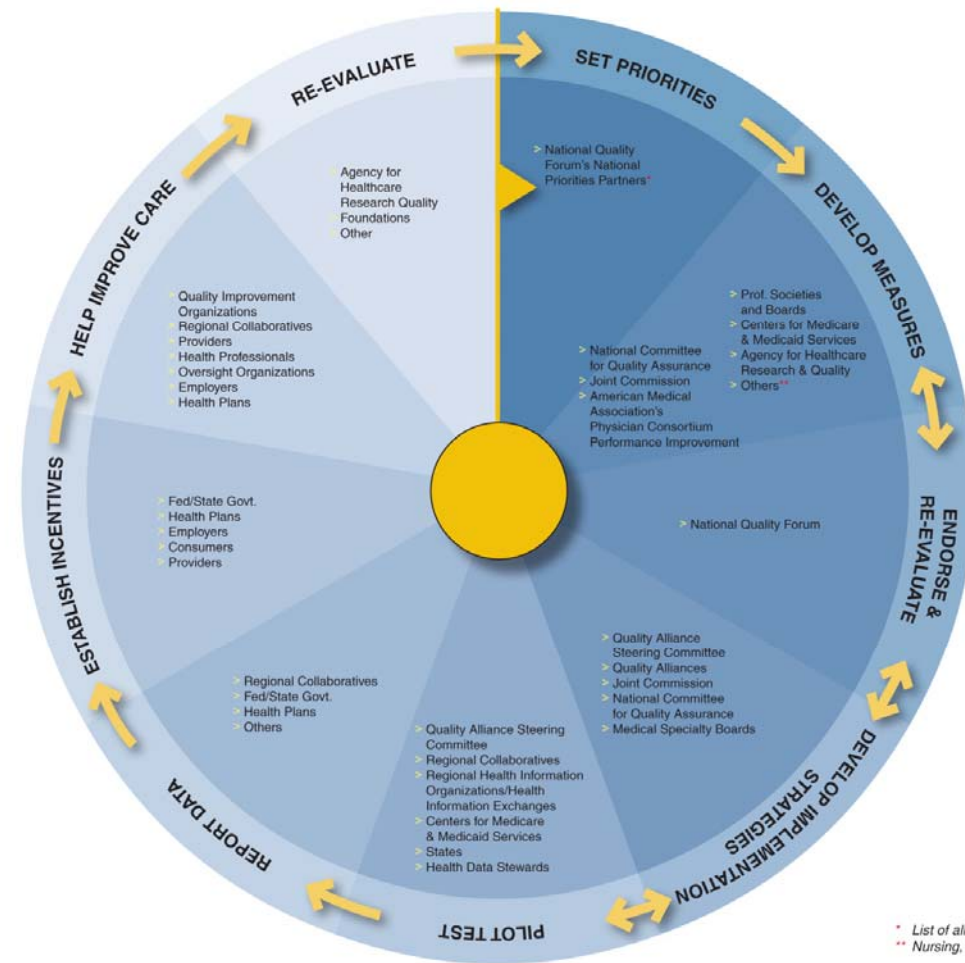 SET PRIORITIES
> National Quality
Forum's National
Priorities Partners*
DEVELOP MEASURES
> Prof. Societies
and Boards
> Centers for Medicare
& Medicaid Services
> Agency for Healthcare
Research & Quality
> Others**
> National Committee
for Quality Assurance
> Joint Commission
> American Medical
Association's
Physician Consortium
Performance Improvement
ENDORSE &
RE-EVALUATE
> National Quality Forum
DEVELOP IMPLEMENTATION
STRATEGIES
> Quality Alliance
Steering Committee
> Quality Alliances
> Joint Commission
> National Committee
for Quality Assurance
> Medical Specialty Boards
PILOT TEST
> Quality Alliance Steering
Committee
> Regional Collaboratives
> Regional Health Information
Organizations/Health
Information Exchanges
> Centers for Medicare
& Medicaid Services
> States
> Health Data Stewards
REPORT DATA
> Regional Collaboratives
> Fed/State Govt.
> Health Plans
> Others
ESTABLISH INCENTIVES
> Fed/State Govt.
> Health Plans
> Employers
> Consumers
> Providers
HELP IMPROVE CARE
> Quality Improvement
Organizations
> Regional Collaboratives
> Providers
> Health Professionals
> Oversight Organizations
> Employers
> Health Plans
RE-EVALUATE
> Agency for
Healthcare
Research Quality
> Foundations
> Other
* List of al
** Nursing,